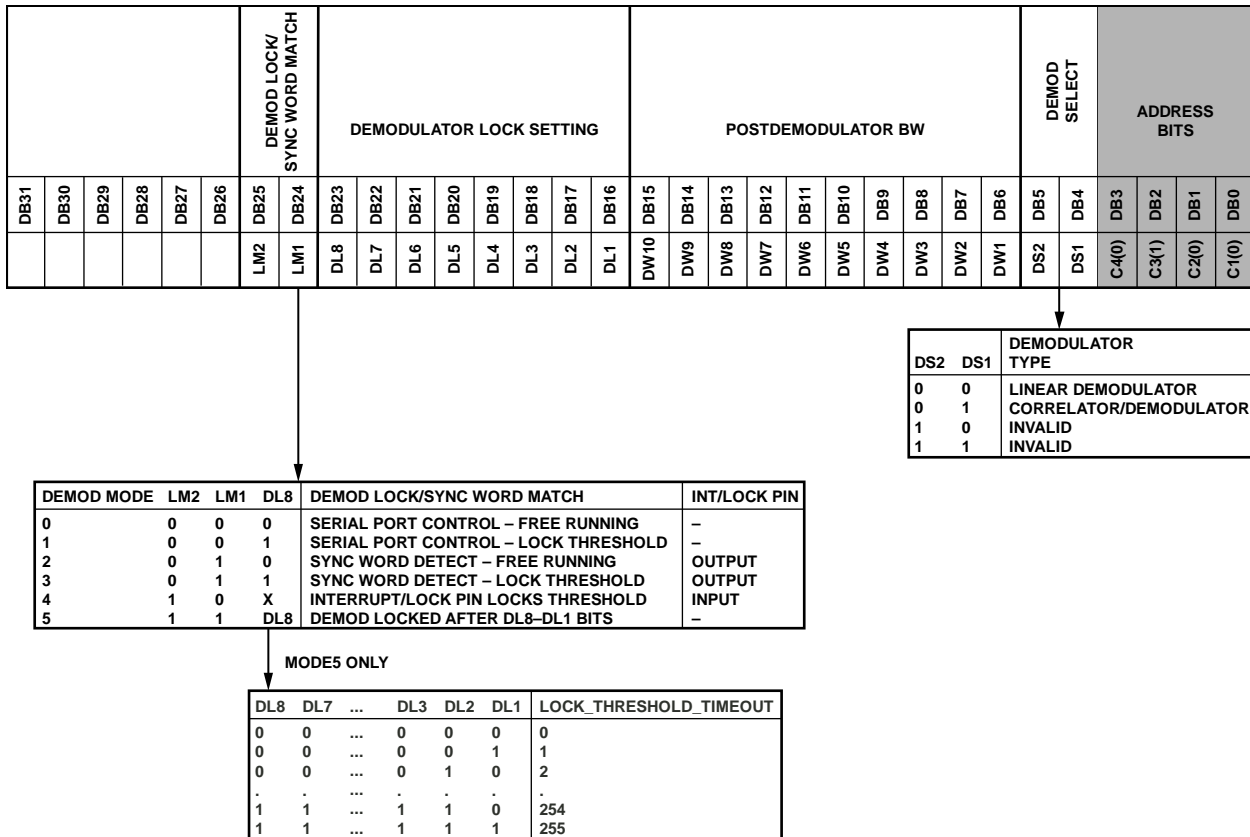 DEMOD LOCK/
SYNC WORD MATCH
DEMODULATOR LOCK SETTING
POSTDEMODULATOR BW
DEMOD
SELECT
ADDRESS
BITS
DB31 DB30 DB29 DB28 DB27 DB26 DB25 DB24 DB23 DB22 DB21 DB20 DB19 DB18 DB17 DB16 DB15 DB14 DB13 DB12 DB11 DB10 DB9 DB8 DB7 DB6 DB5 DB4 DB3 DB2 DB1 DB0
LM2 LM1 DL8 DL7 DL6 DL5 DL4 DL3 DL2 DL1 DW10 DW9 DW8 DW7 DW6 DW5 DW4 DW3 DW2 DW1 DS2 DS1 C4(0) C3(1) C2(0) C1(0)
DEMODULATOR
DS2 DS1 TYPE
0 0 LINEAR DEMODULATOR
0 1 CORRELATOR/DEMODULATOR
1 0 INVALID
1 1 INVALID
DEMOD MODE LM2 LM1 DL8 DEMOD LOCK/SYNC WORD MATCH INT/LOCK PIN
0 0 0 0 SERIAL PORT CONTROL – FREE RUNNING –
1 0 0 1 SERIAL PORT CONTROL – LOCK THRESHOLD –
2 0 1 0 SYNC WORD DETECT – FREE RUNNING OUTPUT
3 0 1 1 SYNC WORD DETECT – LOCK THRESHOLD OUTPUT
4 1 0 X INTERRUPT/LOCK PIN LOCKS THRESHOLD INPUT
5 1 1 DL8 DEMOD LOCKED AFTER DL8–DL1 BITS –
MODE5 ONLY
DL8 DL7 ... DL3 DL2 DL1 LOCK_THRESHOLD_TIMEOUT
0 0 ... 0 0 0 0
0 0 ... 0 0 1 1
0 0 ... 0 1 0 2
. . ... . . . .
1 1 ... 1 1 0 254
1 1 ... 1 1 1 255